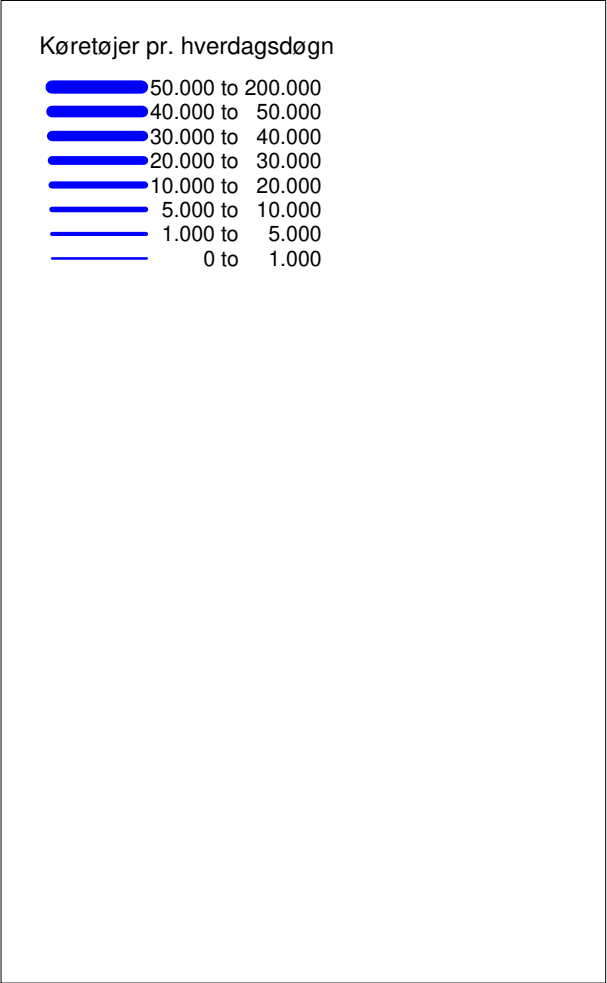 Køretøjer pr. hverdagsdøgn
50.000 to 200.000
40.000 to 50.000
30.000 to 40.000
20.000 to 30.000
10.000 to 20.000
5.000 to 10.000
1.000 to 5.000
0 to 1.000